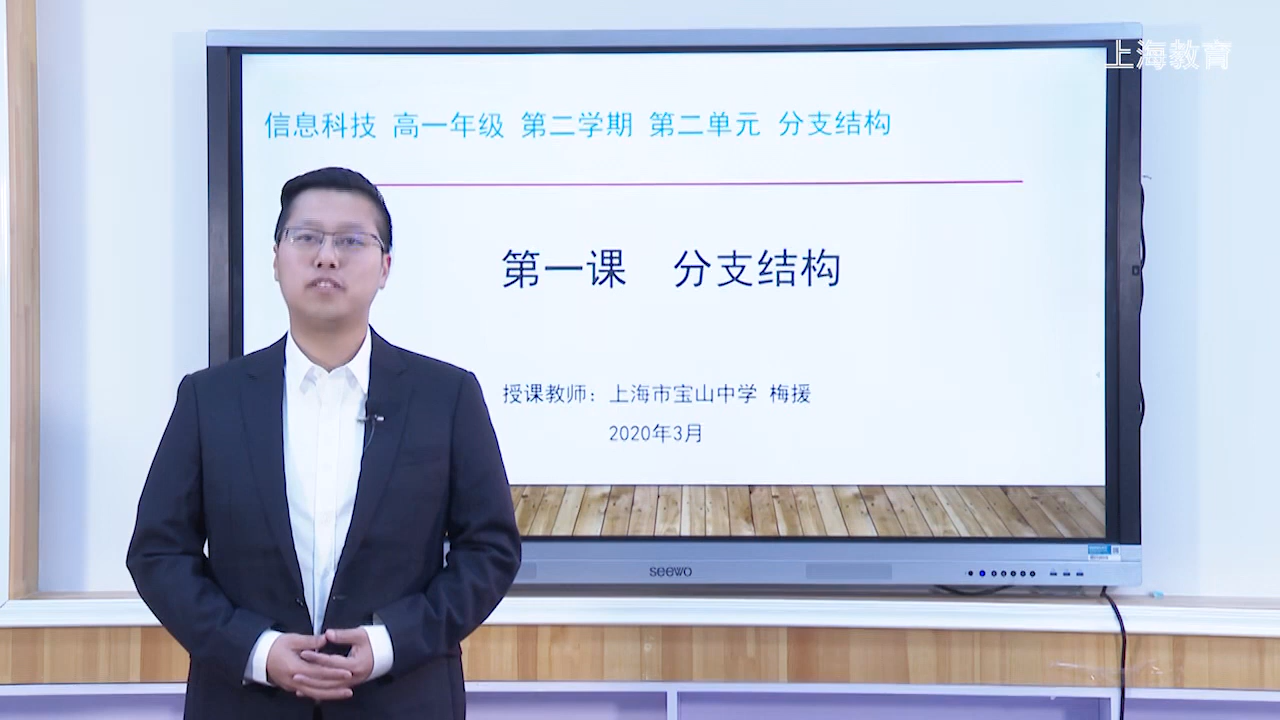 上海教育
信息科技 高一年级 第二学期 第二单元 分支结构
第一课 分支结构
授课教师：上海市宝山中学 梅援
2020年3月
seewo